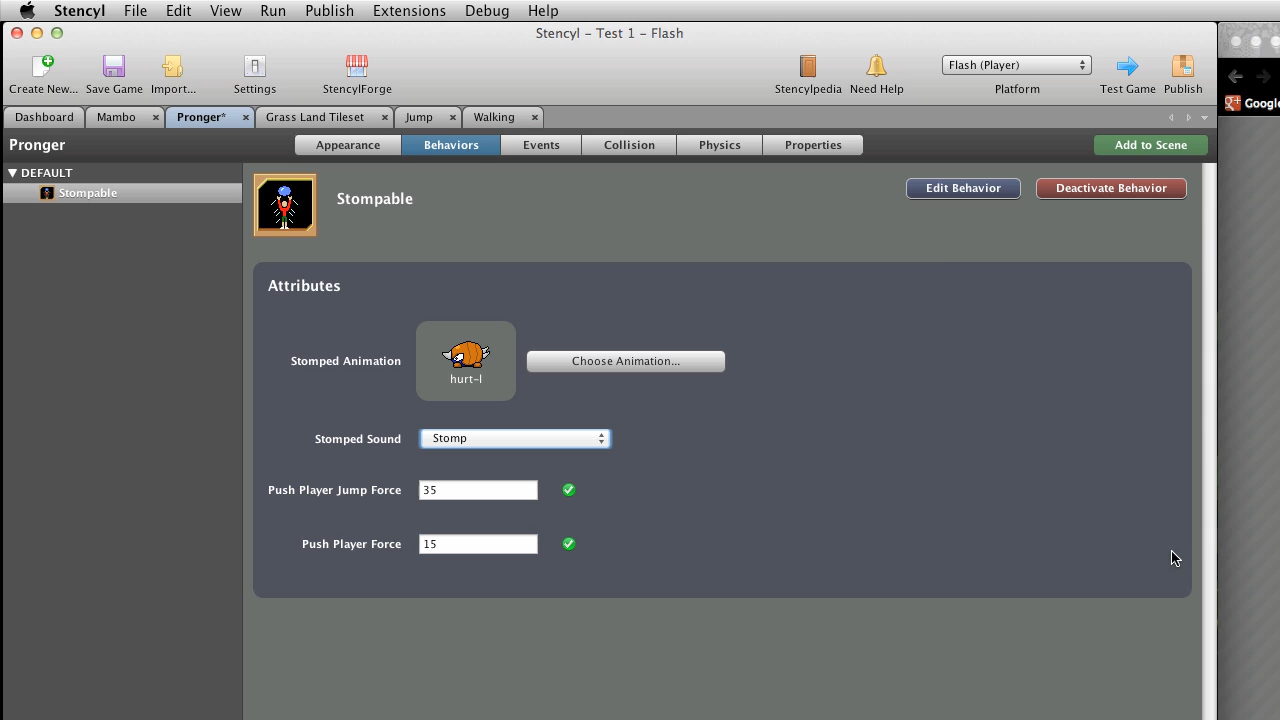 Stencyl File Edit View Run Publish Extensions Debug Help
Stencyl – Test 1 – Flash
Create New... Save Game Import... Settings StencylForge Stencylpedia Need Help Flash (Player) Platform Test Game Publish
Dashboard Mambo Pronger* Grass Land Tileset Jump Walking
Pronger Appearance Behaviors Events Collision Physics Properties Add to Scene
DEFAULT
Stompable
Stompable Edit Behavior Deactivate Behavior
Attributes
Stomped Animation Choose Animation...
hurt-l
Stomped Sound Stomp
Push Player Jump Force 35
Push Player Force 15